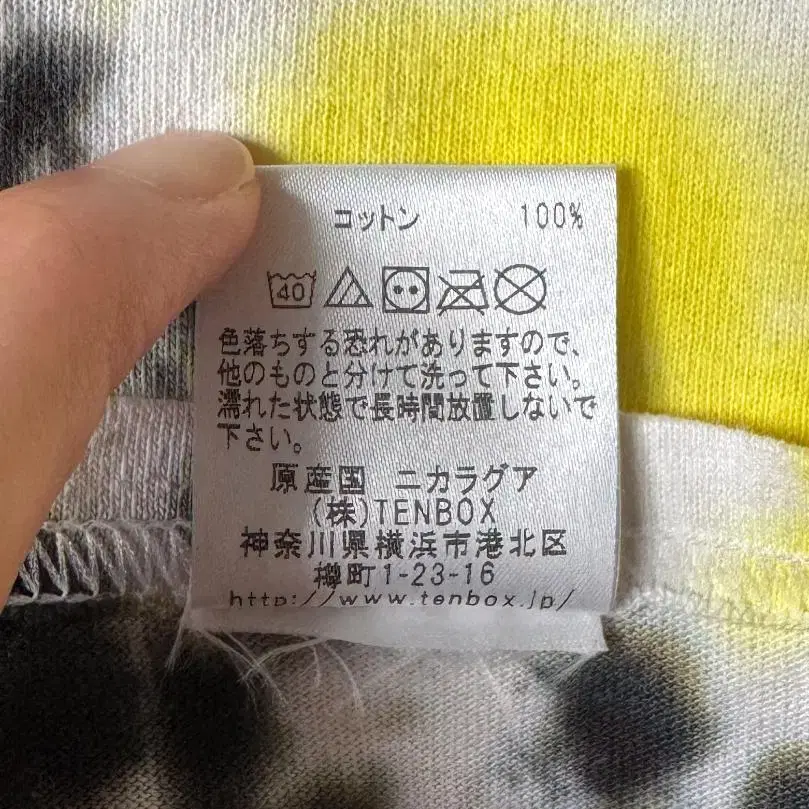 コットン 100%
40
色落ちする恐れがありますので、
他のものと分けて洗って下さい。
濡れた状態で長時間放置しないで
下さい。
原産国 ニカラグア
(株)TENBOX
神奈川県横浜市港北区
樽町1-23-16
http://www.tenbox.jp/